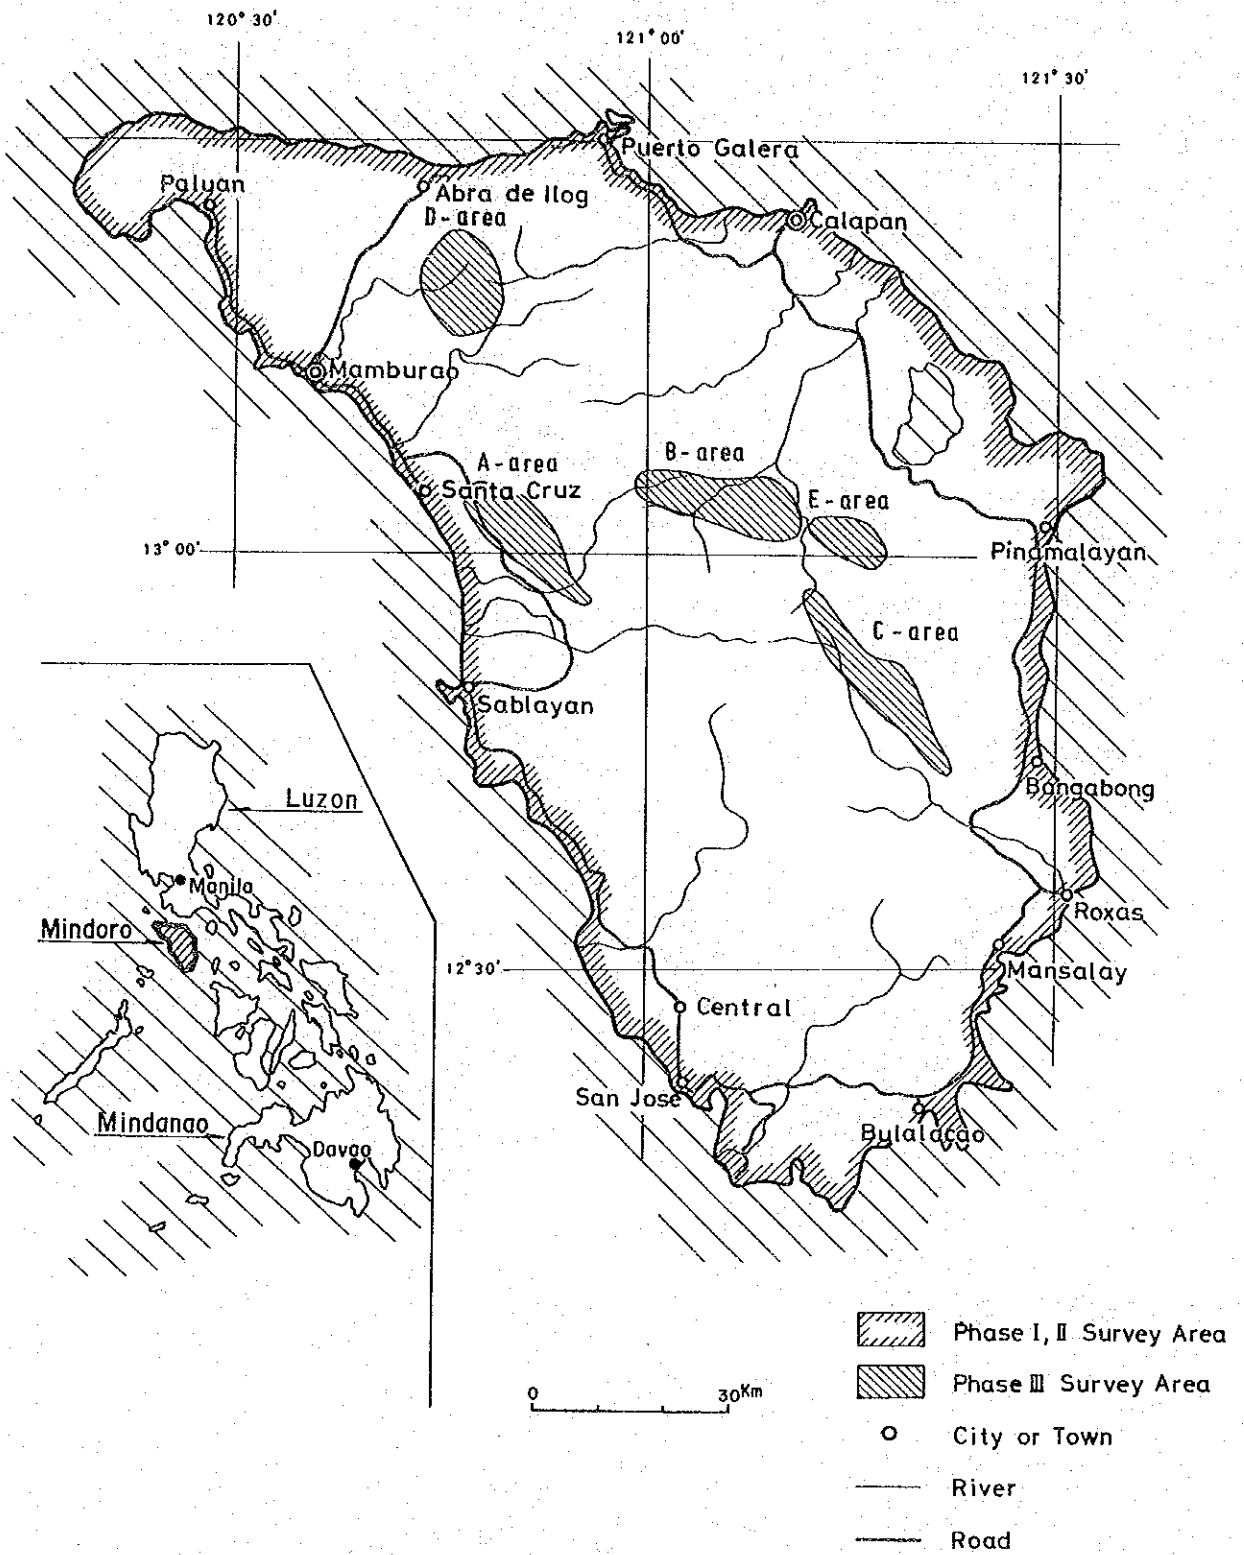 120° 30'
121° 00'
121° 30'
Puerto Galera
Paluan
Abra de Ilog
D-area
Calapan
Mamburao
A-area
B-area
Santa Cruz
E-area
13° 00'
Pinamalayan
C-area
Sablayan
Bongabong
Luzon
Manila
Roxas
Mindoro
12° 30'
Mansalay
Central
San Jose
Mindanao
Bulalacao
Davao
Phase I, II Survey Area
0 30Km
Phase III Survey Area
City or Town
River
Road